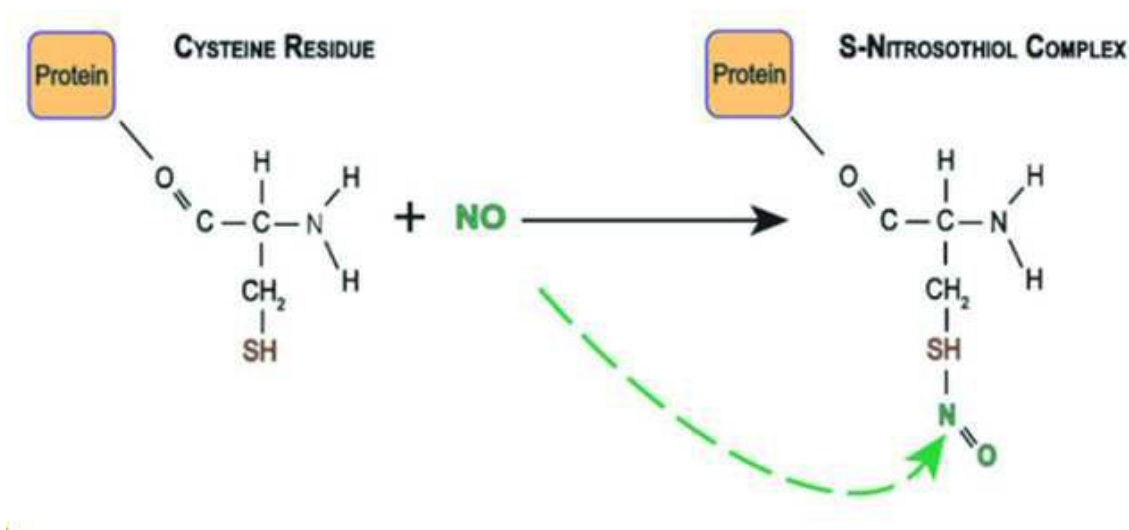 CYSTEINE RESIDUE
Protein
O
H
H
C – C – N
H
CH2
SH
+ NO
S-NITROSOTHIOL COMPLEX
Protein
O
H
H
C – C – N
H
CH2
SH
N
O